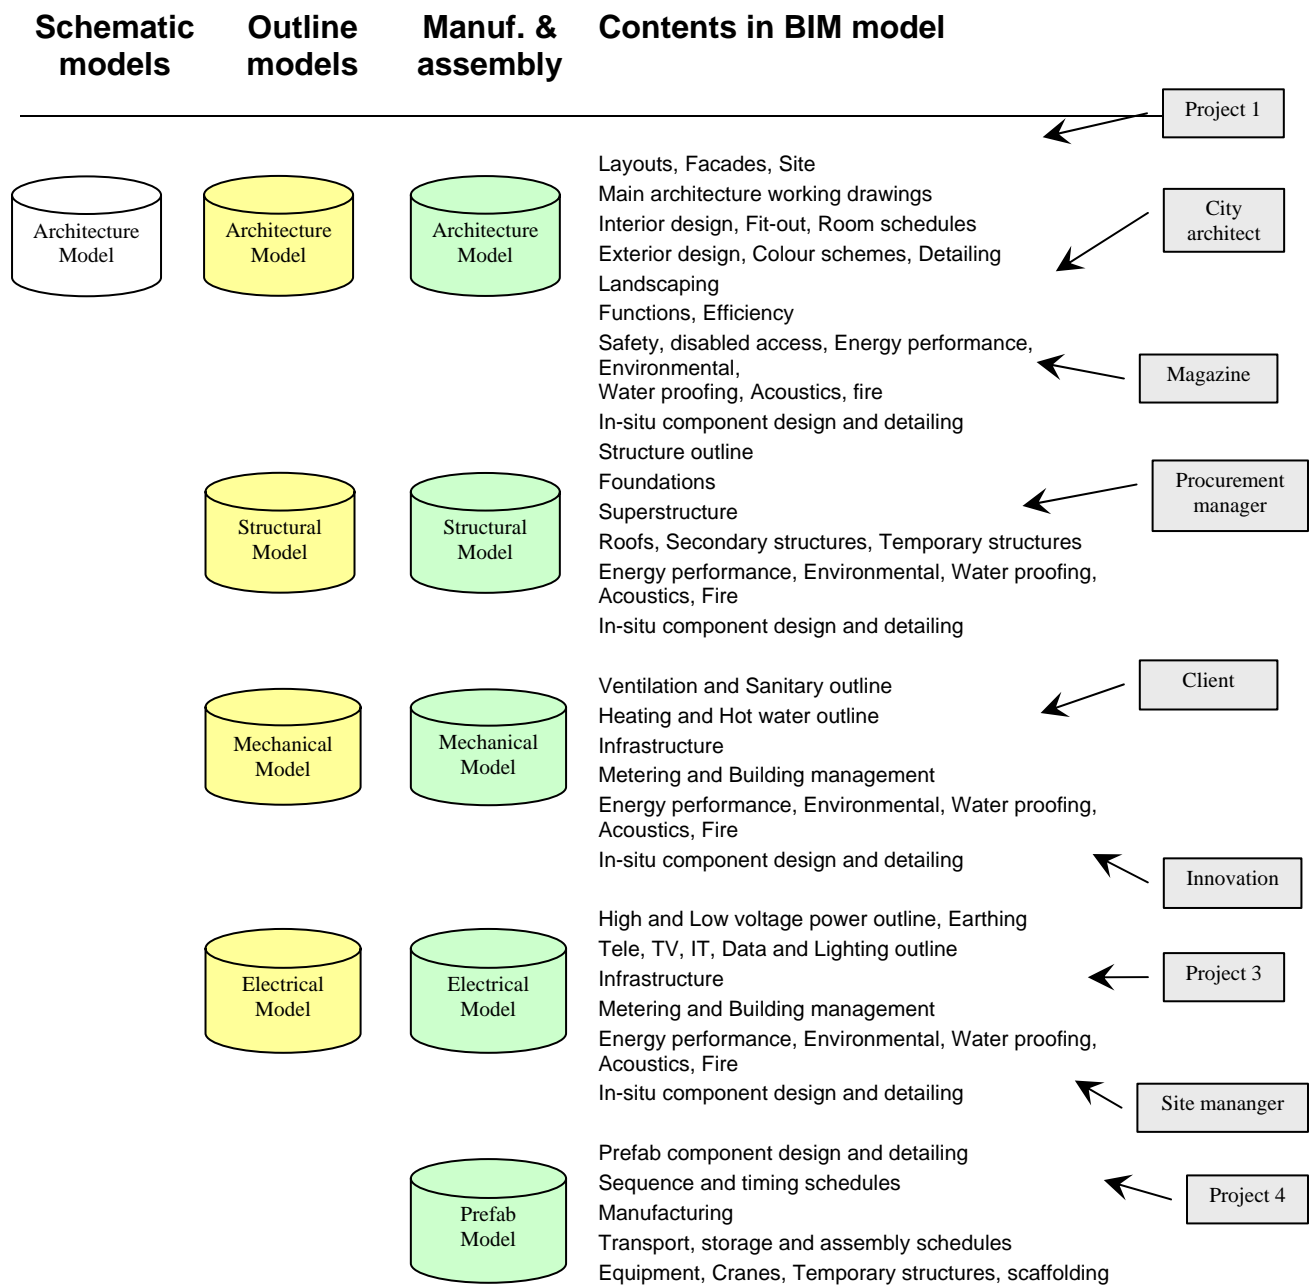 Schematic
models
Outline
models
Manuf. &
assembly
Contents in BIM model
Project 1
Layouts, Facades, Site
Main architecture working drawings
Interior design, Fit-out, Room schedules
Exterior design, Colour schemes, Detailing
Landscaping
Functions, Efficiency
Safety, disabled access, Energy performance,
Environmental,
Water proofing, Acoustics, fire
In-situ component design and detailing
Architecture
Model
Architecture
Model
Architecture
Model
City
architect
Magazine
Structure outline
Foundations
Superstructure
Roofs, Secondary structures, Temporary structures
Energy performance, Environmental, Water proofing,
Acoustics, Fire
In-situ component design and detailing
Structural
Model
Structural
Model
Procurement
manager
Ventilation and Sanitary outline
Heating and Hot water outline
Infrastructure
Metering and Building management
Energy performance, Environmental, Water proofing,
Acoustics, Fire
In-situ component design and detailing
Mechanical
Model
Mechanical
Model
Client
Innovation
High and Low voltage power outline, Earthing
Tele, TV, IT, Data and Lighting outline
Infrastructure
Metering and Building management
Energy performance, Environmental, Water proofing,
Acoustics, Fire
In-situ component design and detailing
Electrical
Model
Electrical
Model
Project 3
Site mananger
Prefab component design and detailing
Sequence and timing schedules
Manufacturing
Transport, storage and assembly schedules
Equipment, Cranes, Temporary structures, scaffolding
Prefab
Model
Project 4